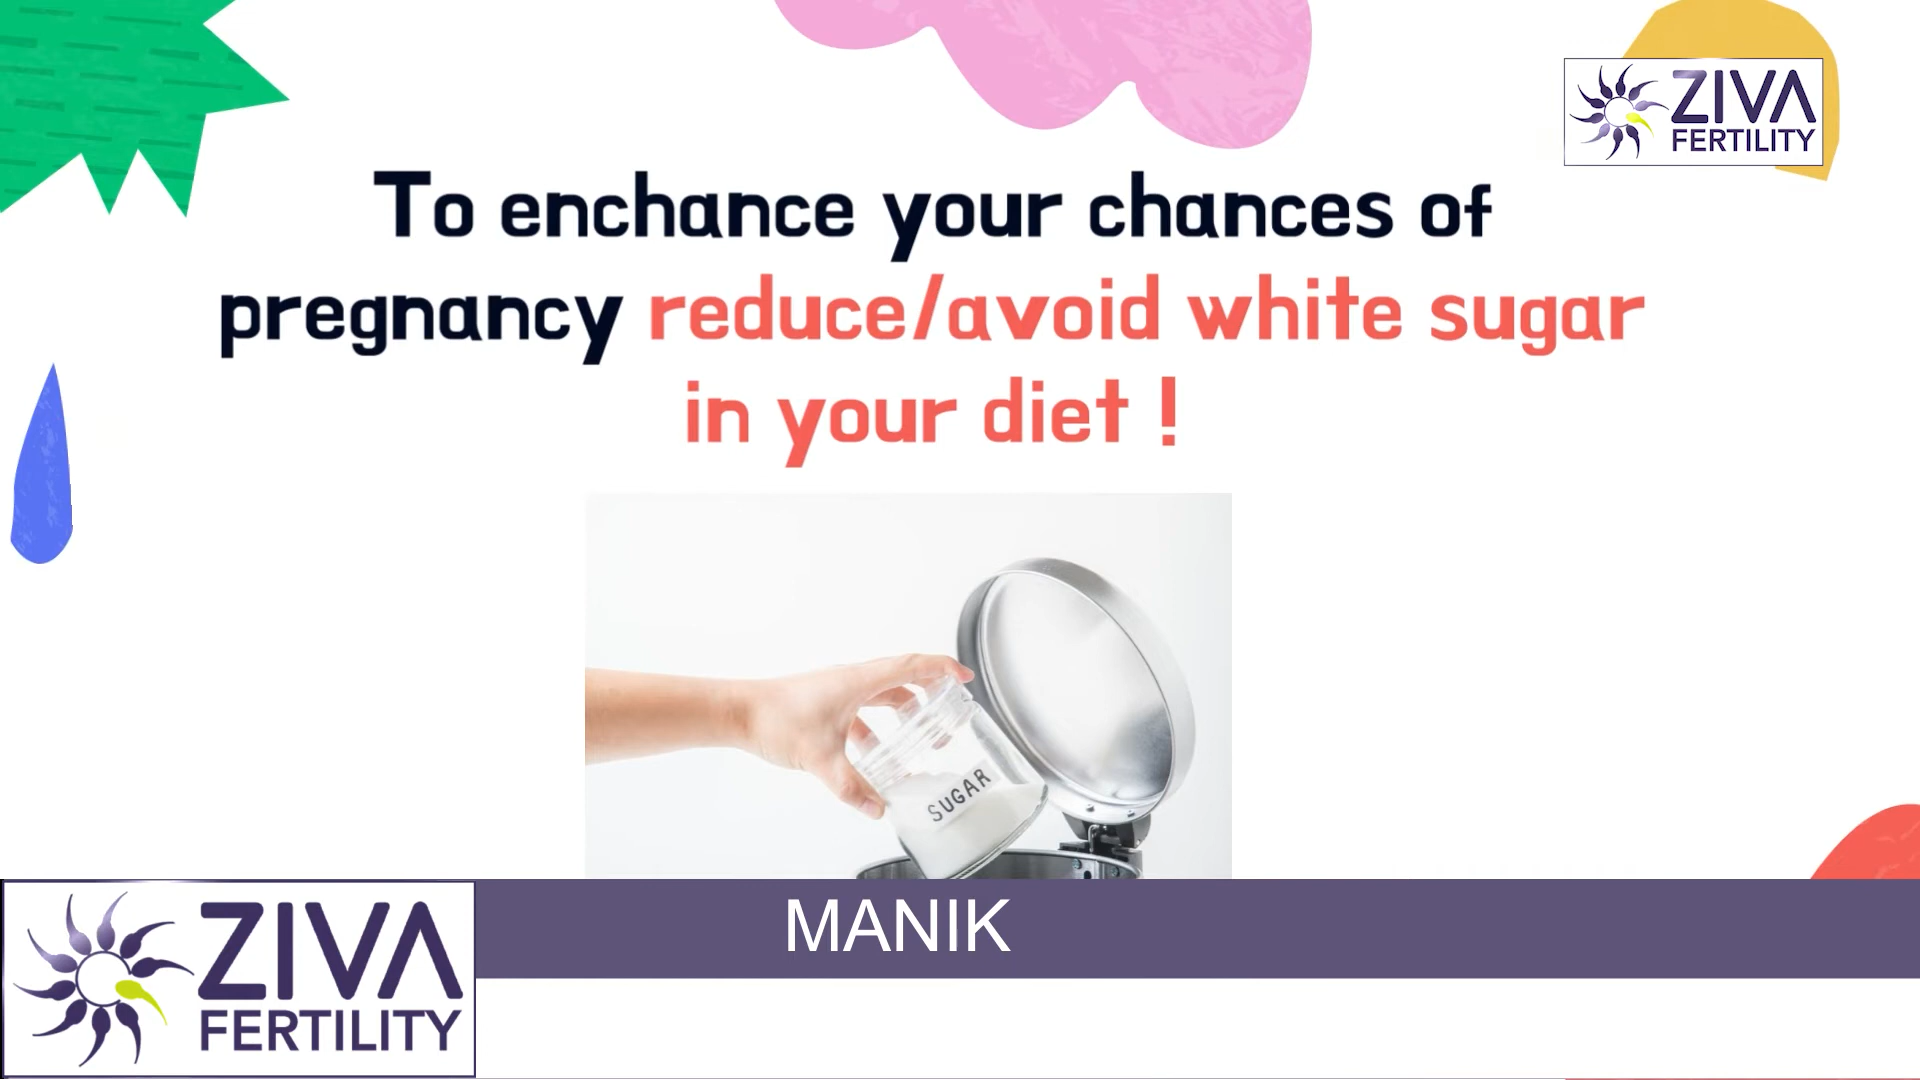 ZIVA
FERTILITY
To enchance your chances of
pregnancy reduce/avoid white sugar
in your diet !
SUGAR
MANIK
ZIVA
FERTILITY